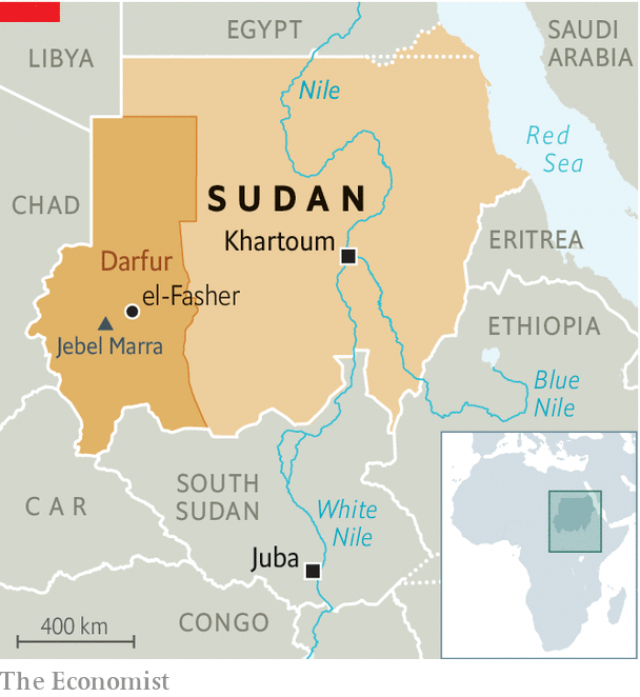 EGYPT
SAUDI
ARABIA
LIBYA
Nile
Red
Sea
SUDAN
CHAD
Khartoum
ERITREA
Darfur
el-Fasher
ETHIOPIA
Jebel Marra
Blue
Nile
SOUTH
SUDAN
CAR
White
Nile
Juba
CONGO
400 km
The Economist